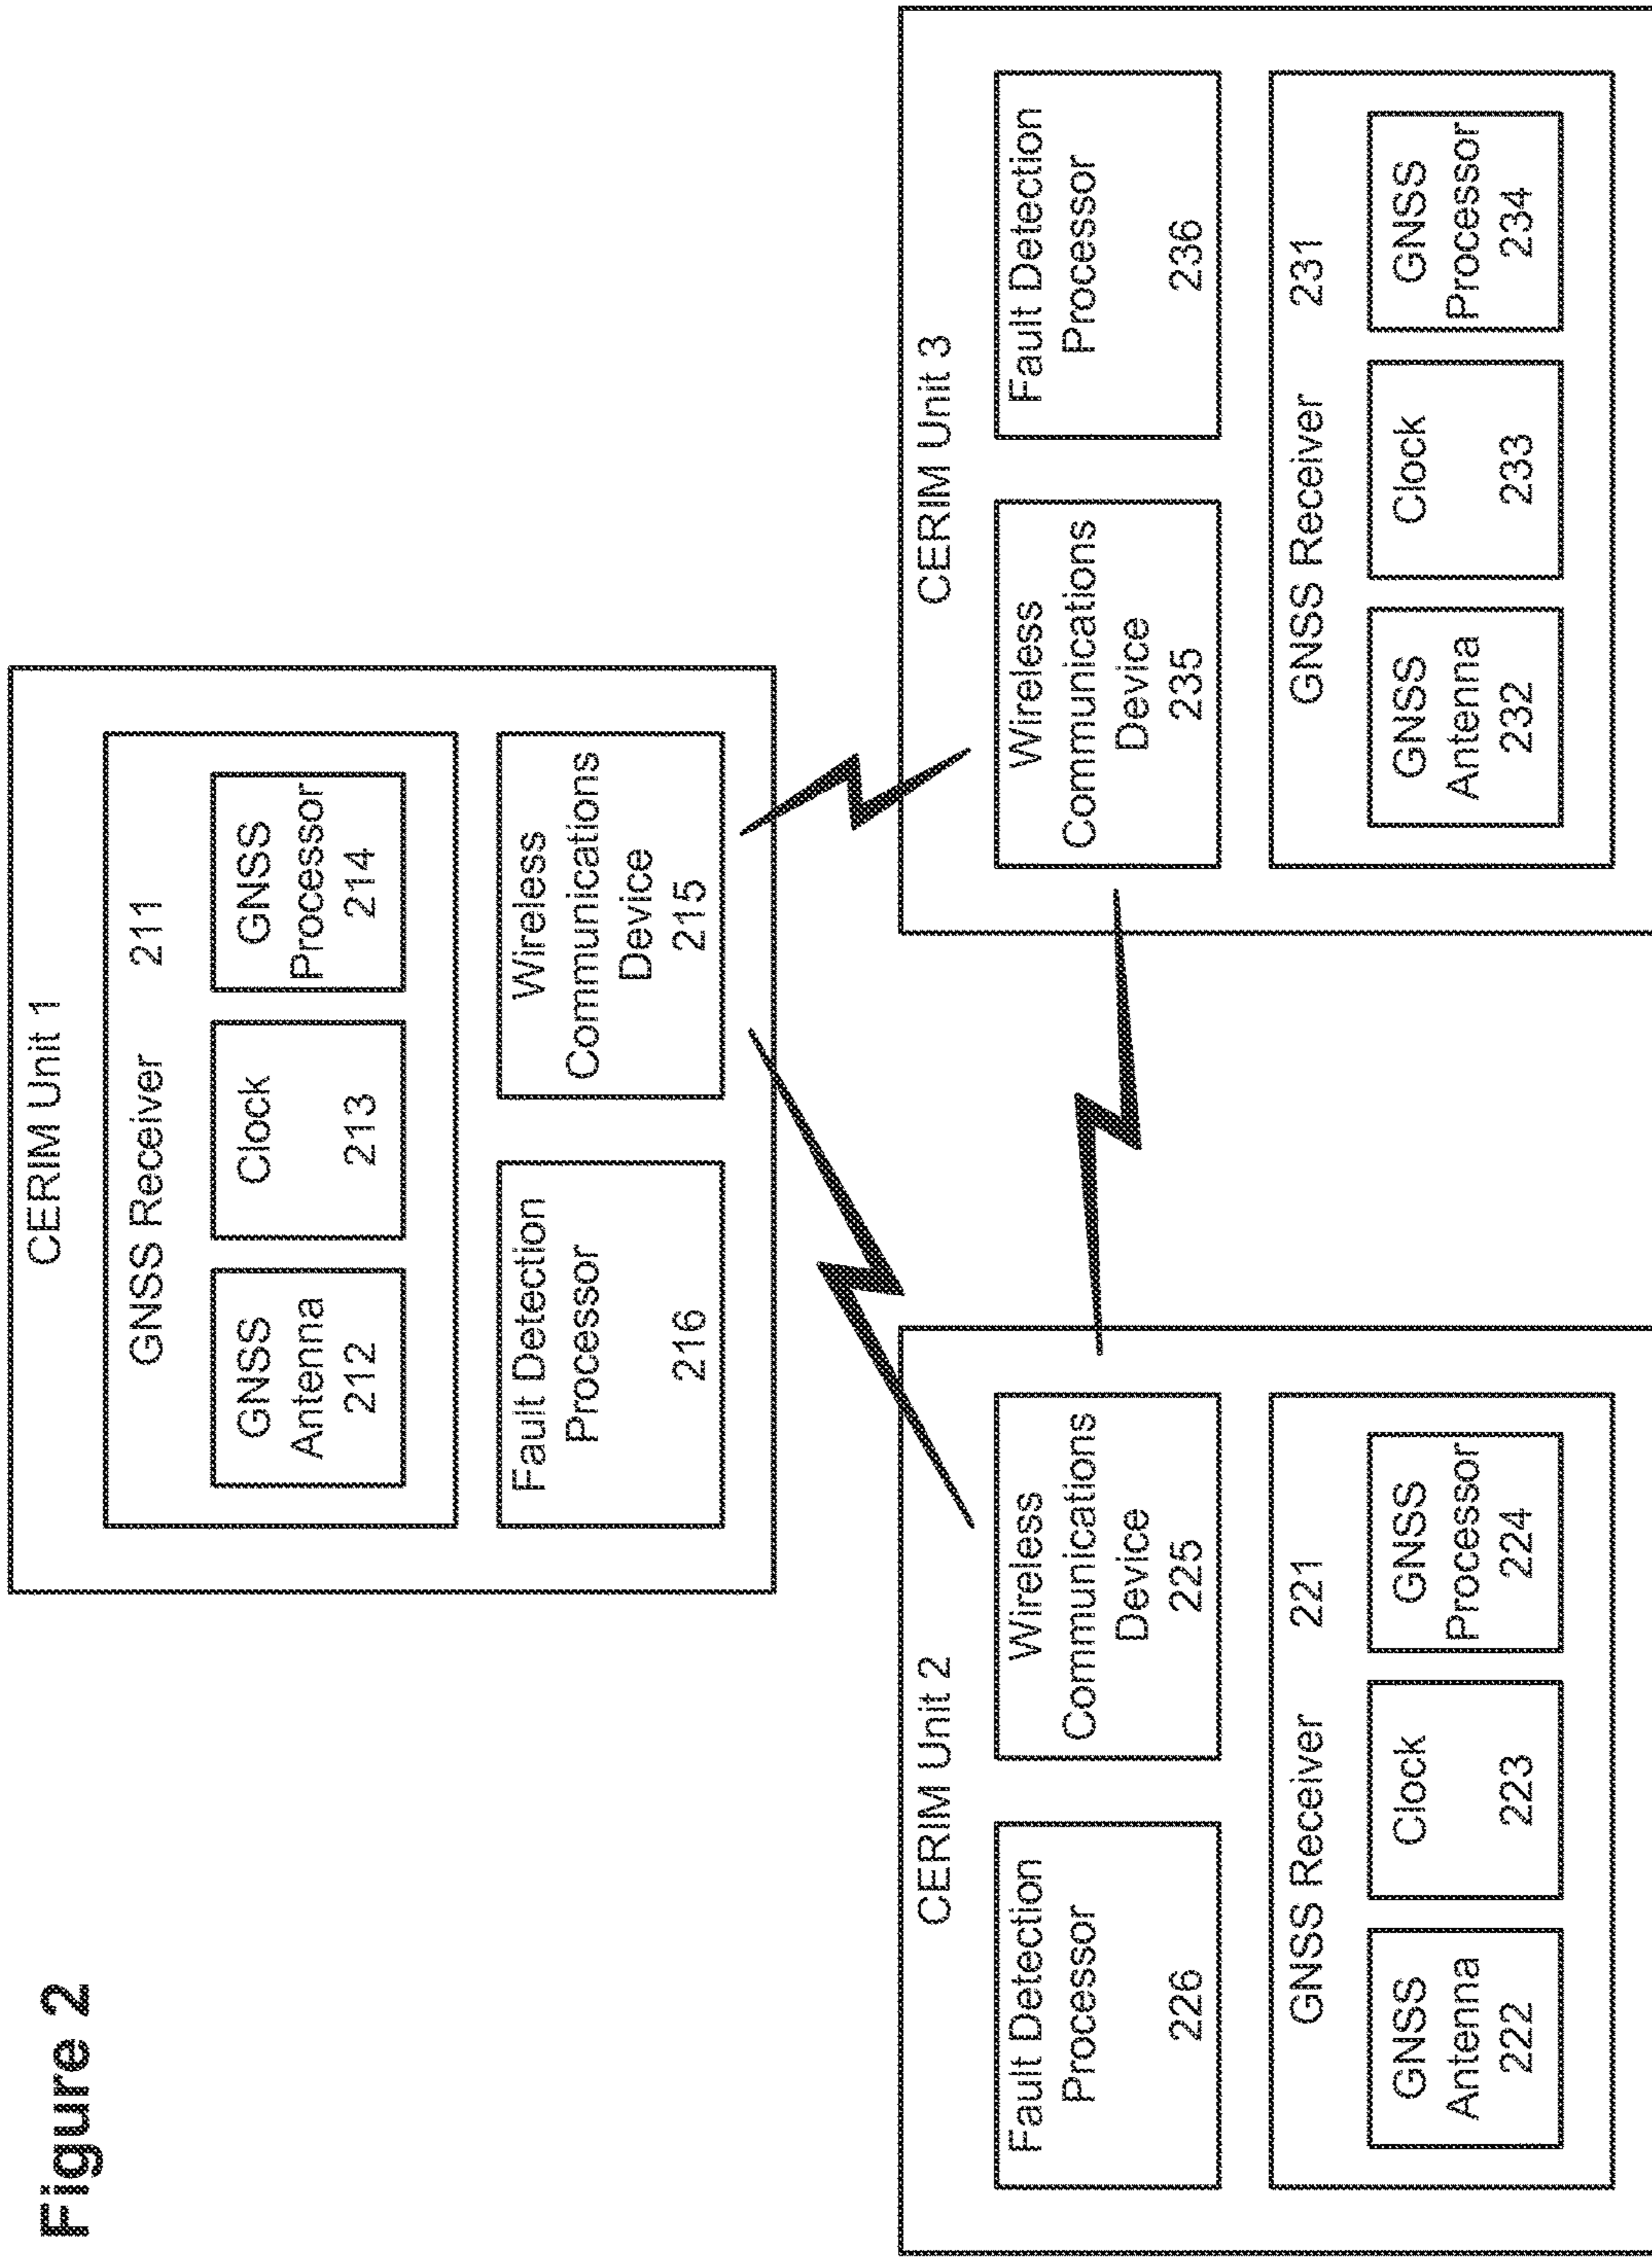 Figure 2
CERIM Unit 1
GNSS Receiver 211
GNSS
Antenna
212
Clock
213
GNSS
Processor
214
Fault Detection
Processor
216
Wireless
Communications
Device
215
CERIM Unit 2
Fault Detection
Processor
226
Wireless
Communications
Device
225
GNSS Receiver 221
GNSS
Antenna
222
Clock
223
GNSS
Processor
224
CERIM Unit 3
Wireless
Communications
Device
235
Fault Detection
Processor
236
GNSS Receiver 231
GNSS
Antenna
232
Clock
233
GNSS
Processor
234